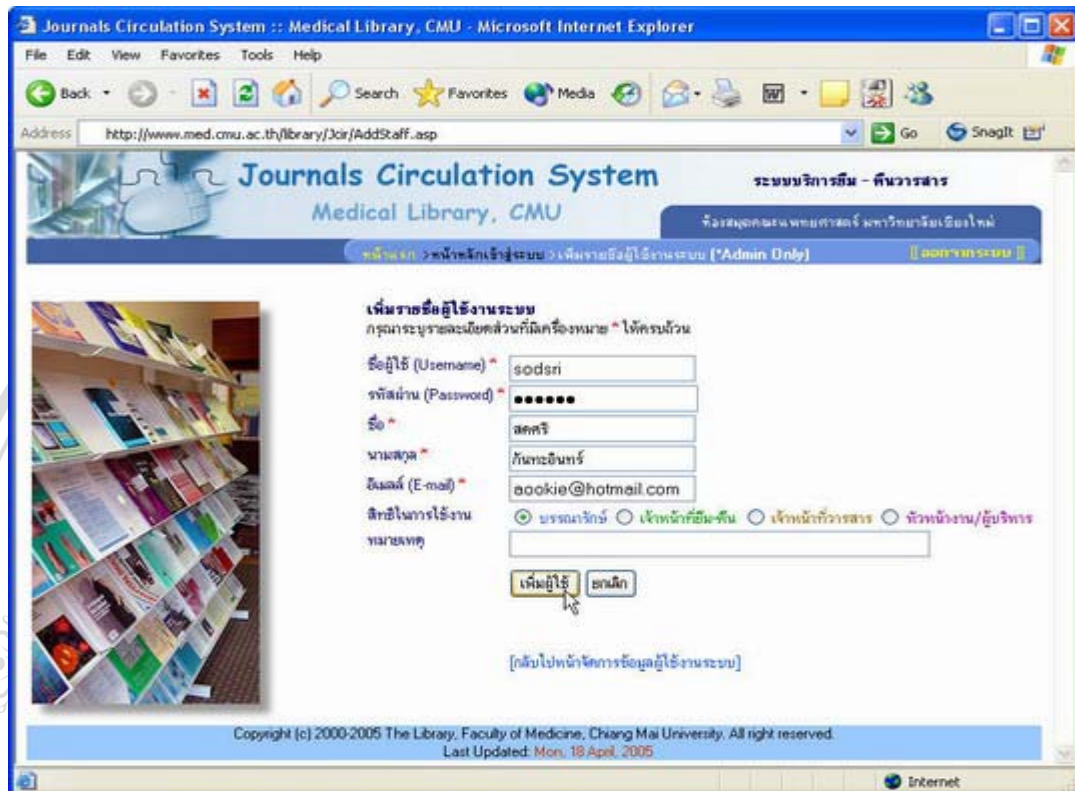 Journals Circulation System :: Medical Library, CMU - Microsoft Internet Explorer
File Edit View Favorites Tools Help
Back Search Favorites Media
Address http://www.med.cmu.ac.th/library/Jcir/AddStaff.asp Go SnagIt
Journals Circulation System ระบบบริการยืม - คืนวารสาร
Medical Library, CMU ห้องสมุดคณะแพทยศาสตร์ มหาวิทยาลัยเชียงใหม่
หน้าแรก >หน้าหลักเข้าสู่ระบบ >เพิ่มรายชื่อผู้ใช้งานระบบ [*Admin Only] [[ ออกจากระบบ ]]
เพิ่มรายชื่อผู้ใช้งานระบบ
กรุณาระบุรายละเอียดส่วนที่มีเครื่องหมาย * ให้ครบถ้วน
ชื่อผู้ใช้ (Username) * sodsri
รหัสผ่าน (Password) * ●●●●●●
ชื่อ * สดศรี
นามสกุล * กันทะอินทร์
อีเมลล์ (E-mail) * aookie@hotmail.com
สิทธิในการใช้งาน บรรณารักษ์ เจ้าหน้าที่ยืม-คืน เจ้าหน้าที่วารสาร หัวหน้างาน/ผู้บริหาร
หมายเหตุ
เพิ่มผู้ใช้ ยกเลิก
[กลับไปหน้าจัดการข้อมูลผู้ใช้งานระบบ]
Copyright (c) 2000-2005 The Library, Faculty of Medicine, Chiang Mai University. All right reserved.
Last Updated: Mon, 18 April, 2005
Internet